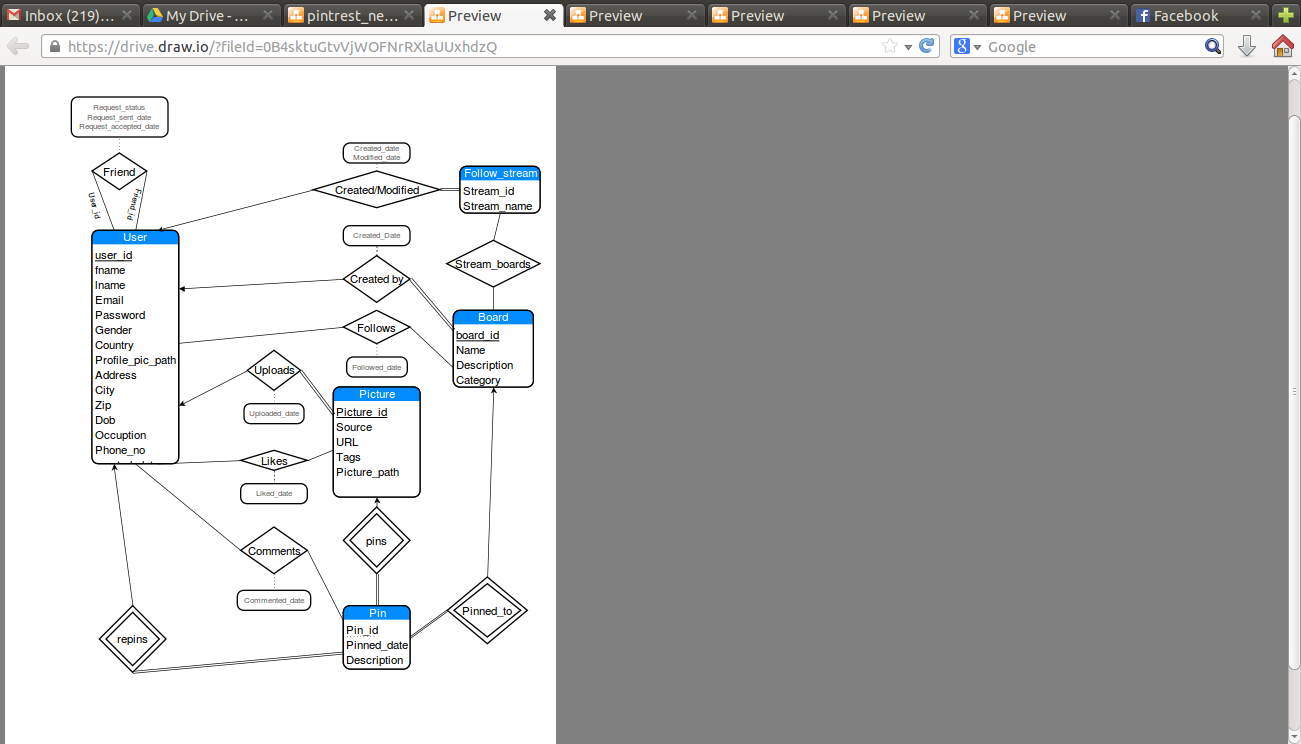 Inbox (219)...
My Drive - ...
pintrest_ne...
Preview
Preview
Preview
Preview
Preview
Facebook
https://drive.draw.io/?fileId=0B4sktuGtvVjWOFNrRXlaUUxhdzQ
Google
Request_status
Request_sent_date
Request_accepted_date
Friend
User_id
Friend_id
Created_date
Modified_date
Created/Modified
Follow_stream
Stream_id
Stream_name
Stream_boards
User
user_id
fname
lname
Email
Password
Gender
Country
Profile_pic_path
Address
City
Zip
Dob
Occuption
Phone_no
Created_Date
Created by
Follows
Followed_date
Board
board_id
Name
Description
Category
Uploads
Uploaded_date
Picture
Picture_id
Source
URL
Tags
Picture_path
Likes
Liked_date
Comments
Commented_date
pins
Pin
Pin_id
Pinned_date
Description
Pinned_to
repins